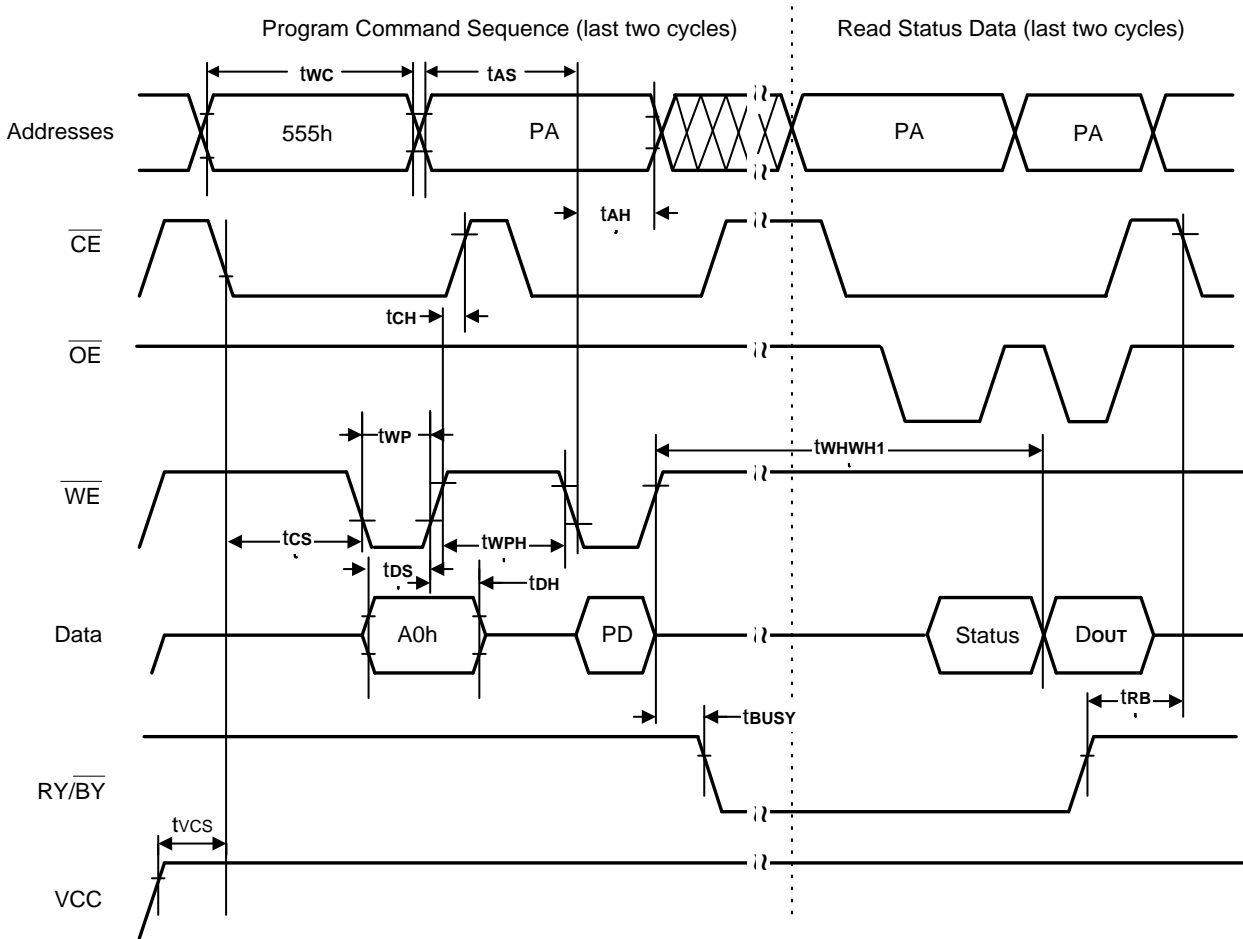 Program Command Sequence (last two cycles)
Read Status Data (last two cycles)
tWC
tAS
Addresses
555h
PA
PA
PA
tAH
CE
tCH
OE
tWP
tWHWH1
WE
tCS
tWPH
tDS
tDH
Data
A0h
PD
Status
DOUT
tBUSY
tRB
RY/BY
tVCS
VCC